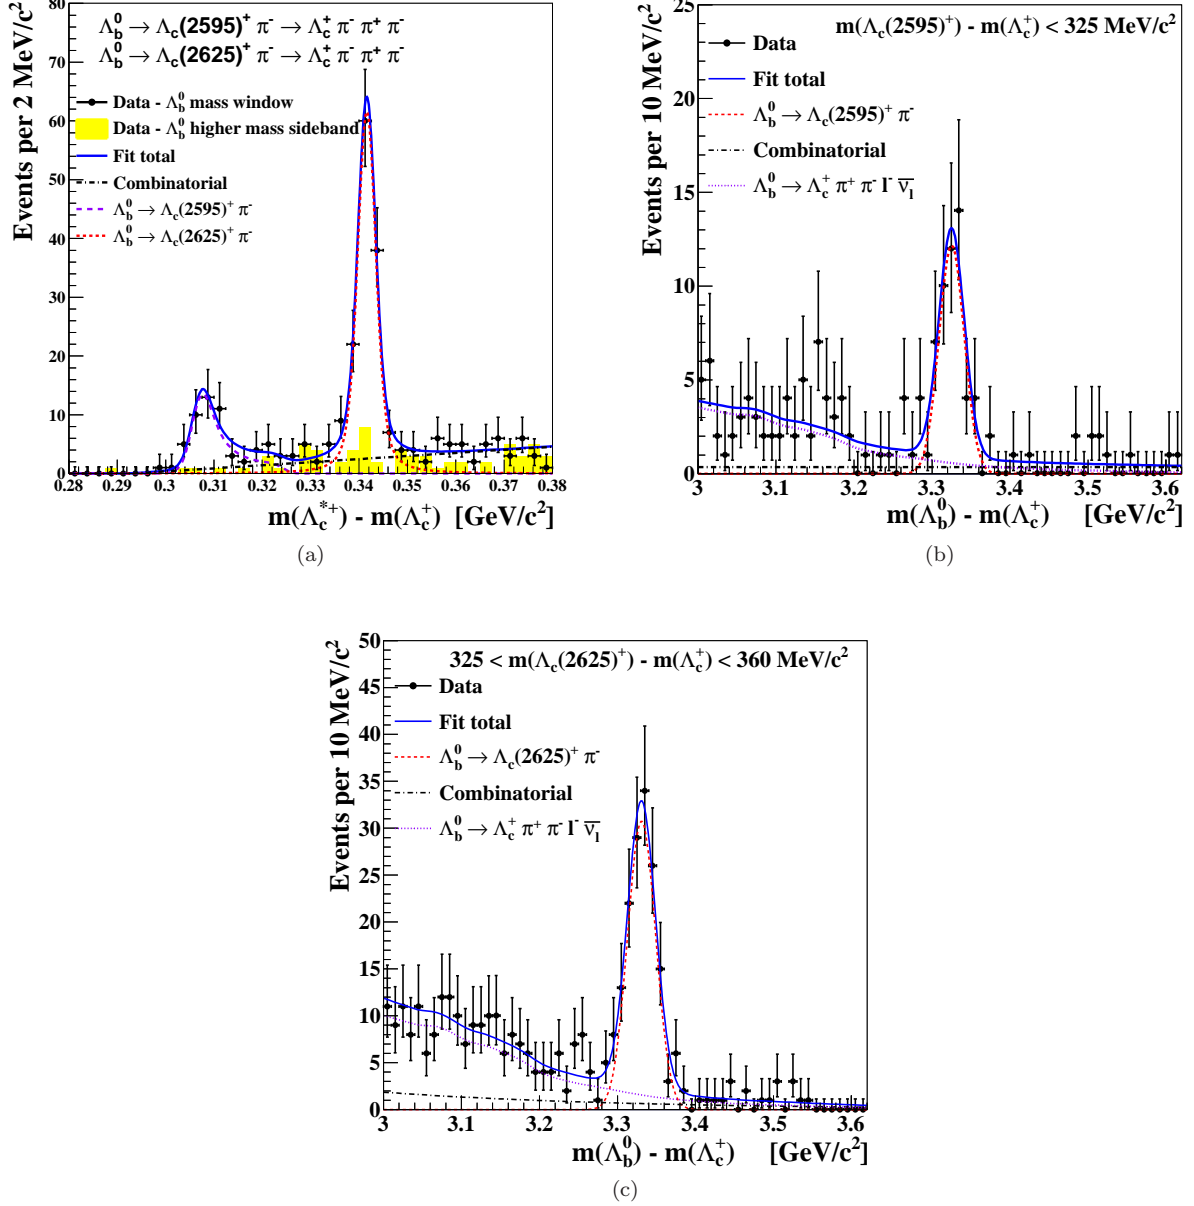 Λb0 → Λc(2595)+ π- → Λc+ π- π+ π-
Λb0 → Λc(2625)+ π- → Λc+ π- π+ π-
Data - Λb0 mass window
Data - Λb0 higher mass sideband
Fit total
Combinatorial
Λb0 → Λc(2595)+ π-
Λb0 → Λc(2625)+ π-
Events per 2 MeV/c2
80
70
60
50
40
30
20
10
0
0.28 0.29 0.3 0.31 0.32 0.33 0.34 0.35 0.36 0.37 0.38
m(Λc*+) - m(Λc+) [GeV/c2]
(a)
m(Λc(2595)+) - m(Λc+) < 325 MeV/c2
Data
Fit total
Λb0 → Λc(2595)+ π-
Combinatorial
Λb0 → Λc+ π+ π- l- ν̅l
Events per 10 MeV/c2
25
20
15
10
5
0
3 3.1 3.2 3.3 3.4 3.5 3.6
m(Λb0) - m(Λc+) [GeV/c2]
(b)
325 < m(Λc(2625)+) - m(Λc+) < 360 MeV/c2
Data
Fit total
Λb0 → Λc(2625)+ π-
Combinatorial
Λb0 → Λc+ π+ π- l- ν̅l
Events per 10 MeV/c2
50
45
40
35
30
25
20
15
10
5
0
3 3.1 3.2 3.3 3.4 3.5 3.6
m(Λb0) - m(Λc+) [GeV/c2]
(c)